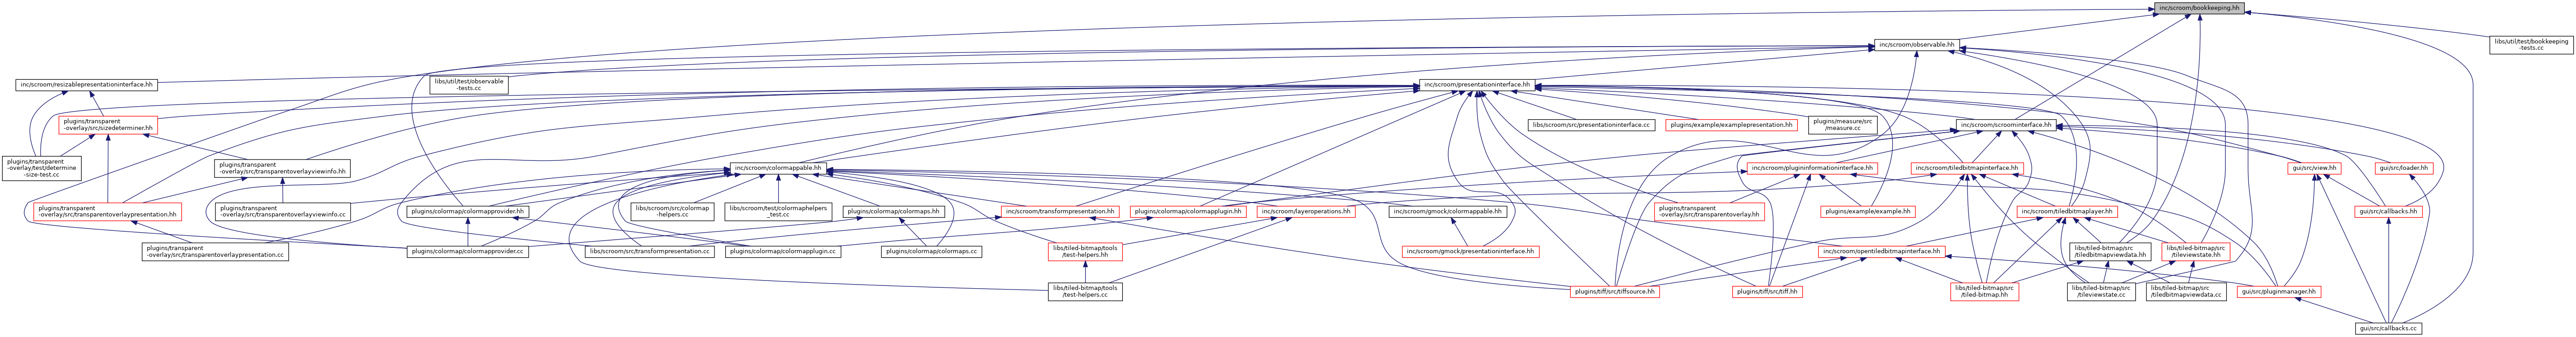 inc/scroom/bookkeeping.hh
inc/scroom/observable.hh
libs/util/test/bookkeeping
-tests.cc
inc/scroom/resizablepresentationinterface.hh
libs/util/test/observable
-tests.cc
inc/scroom/presentationinterface.hh
plugins/transparent
-overlay/src/sizedeterminer.hh
libs/scroom/src/presentationinterface.cc
plugins/example/examplepresentation.hh
plugins/measure/src
/measure.cc
inc/scroom/scroominterface.hh
plugins/transparent
-overlay/test/determine
-size-test.cc
plugins/transparent
-overlay/src/transparentoverlayviewinfo.hh
inc/scroom/colormappable.hh
inc/scroom/plugininformationinterface.hh
inc/scroom/tiledbitmapinterface.hh
gui/src/view.hh
gui/src/loader.hh
plugins/transparent
-overlay/src/transparentoverlaypresentation.hh
plugins/transparent
-overlay/src/transparentoverlayviewinfo.cc
plugins/colormap/colormapprovider.hh
libs/scroom/src/colormap
-helpers.cc
libs/scroom/test/colormaphelpers
_test.cc
plugins/colormap/colormaps.hh
inc/scroom/transformpresentation.hh
plugins/colormap/colormapplugin.hh
inc/scroom/layeroperations.hh
inc/scroom/gmock/colormappable.hh
plugins/transparent
-overlay/src/transparentoverlay.hh
plugins/example/example.hh
inc/scroom/tiledbitmaplayer.hh
gui/src/callbacks.hh
plugins/transparent
-overlay/src/transparentoverlaypresentation.cc
plugins/colormap/colormapprovider.cc
libs/scroom/src/transformpresentation.cc
plugins/colormap/colormapplugin.cc
plugins/colormap/colormaps.cc
libs/tiled-bitmap/tools
/test-helpers.hh
inc/scroom/gmock/presentationinterface.hh
inc/scroom/opentiledbitmapinterface.hh
libs/tiled-bitmap/src
/tiledbitmapviewdata.hh
libs/tiled-bitmap/src
/tileviewstate.hh
libs/tiled-bitmap/tools
/test-helpers.cc
plugins/tiff/src/tiffsource.hh
plugins/tiff/src/tiff.hh
libs/tiled-bitmap/src
/tiled-bitmap.hh
libs/tiled-bitmap/src
/tileviewstate.cc
libs/tiled-bitmap/src
/tiledbitmapviewdata.cc
gui/src/pluginmanager.hh
gui/src/callbacks.cc